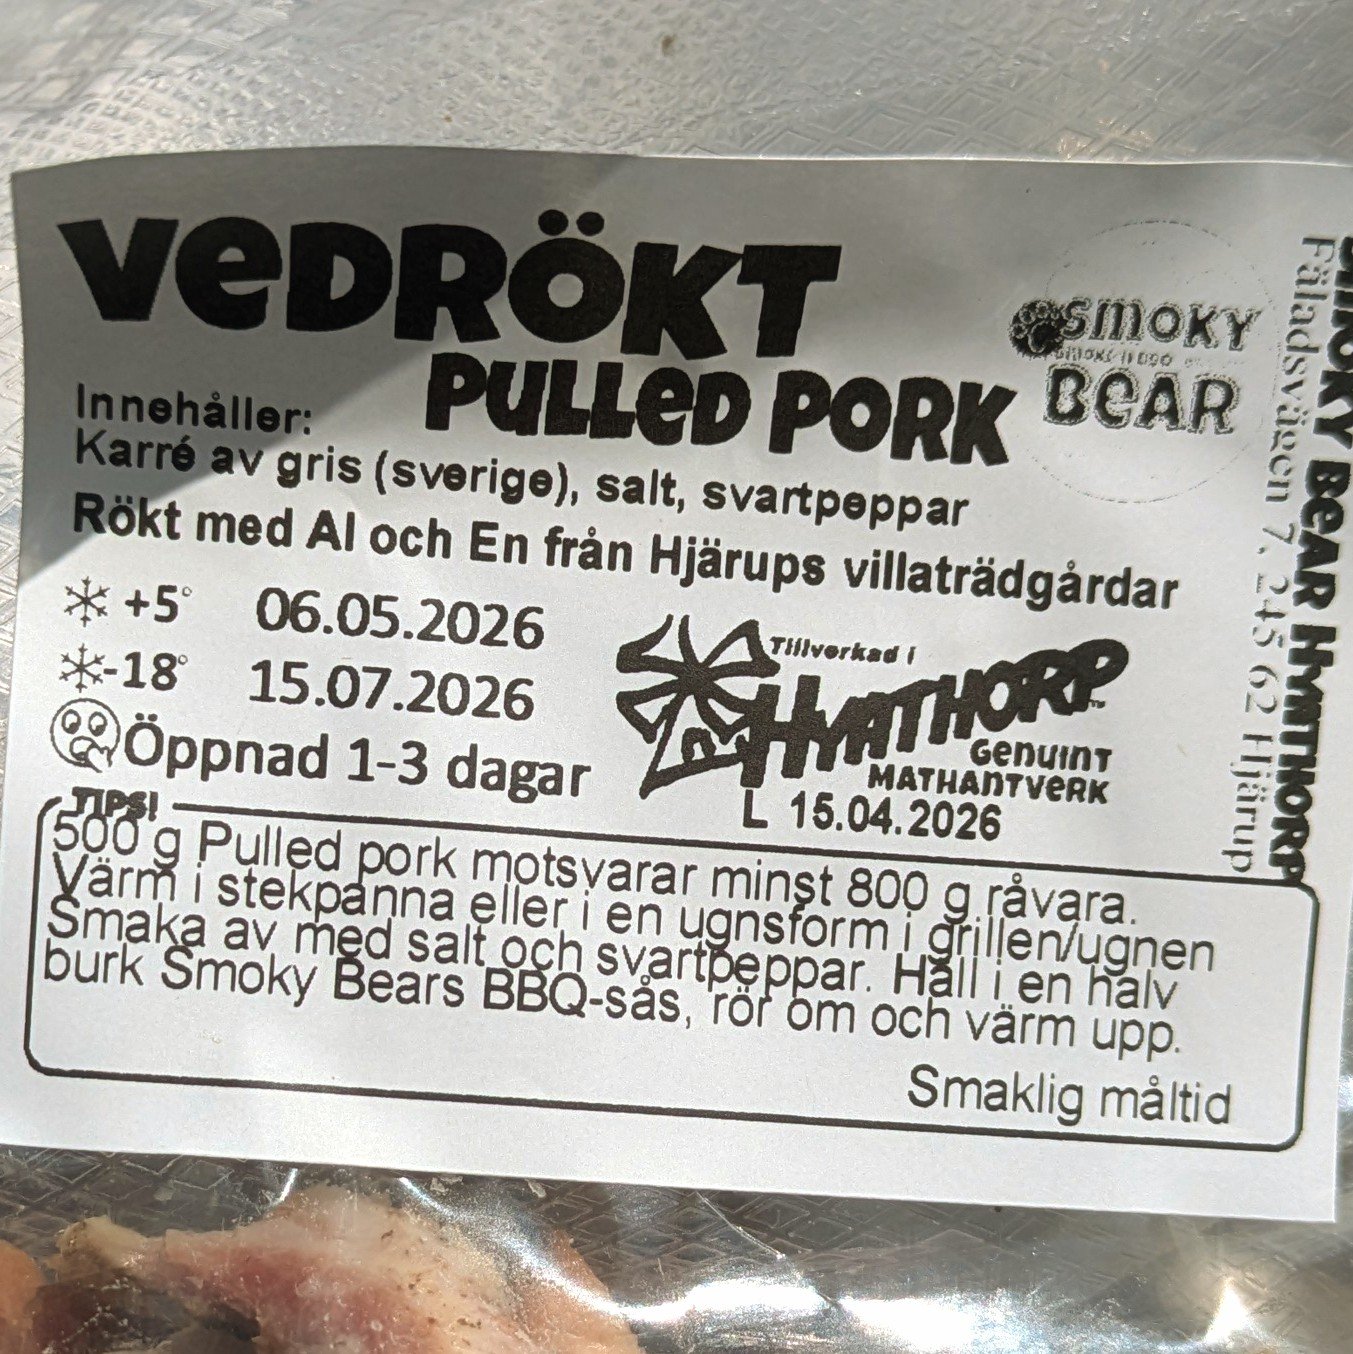 VeDRÖKT
PULLeD PORK
SMOKY
BEAR
Innehåller:
Karré av gris (sverige), salt, svartpeppar
Rökt med Al och En från Hjärups villaträdgårdar
+5° 06.05.2026
-18° 15.07.2026
Öppnad 1-3 dagar
Tillverkad i
HVATHORP™
GENUINT
MATHANTVERK
L 15.04.2026
TIPS!
500 g Pulled pork motsvarar minst 800 g råvara.
Värm i stekpanna eller i en ugnsform i grillen/ugnen
Smaka av med salt och svartpeppar. Häll i en halv
burk Smoky Bears BBQ-sås, rör om och värm upp.
Smaklig måltid
SMOKY BEAR HVATHORP
Fäladsvägen 7, 245 62 Hjärup